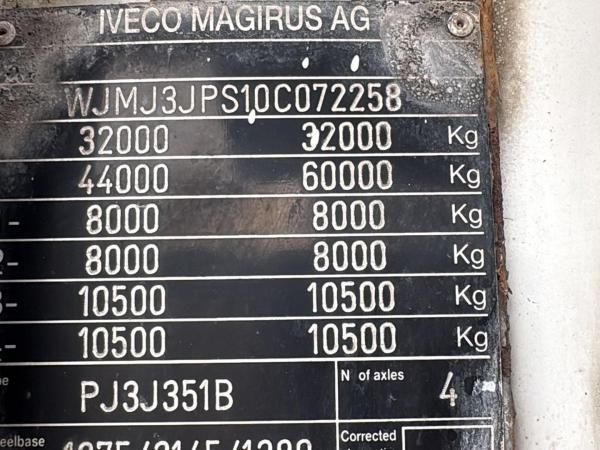 IVECO MAGIRUS AG
WJMJ3JPS10C072258
32000 32000 Kg
44000 60000 Kg
8000 8000 Kg
8000 8000 Kg
10500 10500 Kg
10500 10500 Kg
N of axles
PJ3J351B 4
eelbase
Corrected